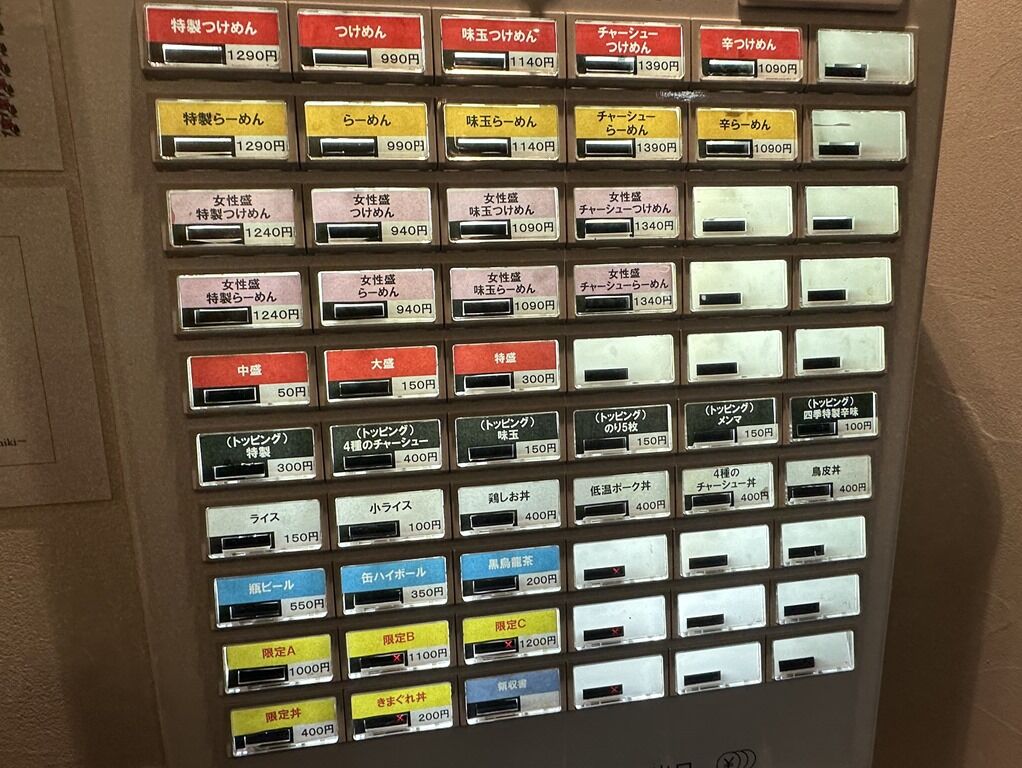 特製つけめん
1290円
つけめん
990円
味玉つけめん
1140円
チャーシュー
つけめん
1390円
辛つけめん
1090円
特製らーめん
1290円
らーめん
990円
味玉らーめん
1140円
チャーシュー
らーめん
1390円
辛らーめん
1090円
女性盛
特製つけめん
1240円
女性盛
つけめん
940円
女性盛
味玉つけめん
1090円
女性盛
チャーシューつけめん
1340円
女性盛
特製らーめん
1240円
女性盛
らーめん
940円
女性盛
味玉らーめん
1090円
女性盛
チャーシューらーめん
1340円
中盛
50円
大盛
150円
特盛
300円
(トッピング)
特製
300円
(トッピング)
4種のチャーシュー
400円
(トッピング)
味玉
150円
(トッピング)
のり5枚
150円
(トッピング)
メンマ
150円
(トッピング)
四季特製辛味
100円
ライス
150円
小ライス
100円
鶏しお丼
400円
低温ポーク丼
400円
4種の
チャーシュー丼
400円
鳥皮丼
400円
瓶ビール
550円
缶ハイボール
350円
黒烏龍茶
200円
限定A
1000円
限定B
1100円
限定C
1200円
限定丼
400円
きまぐれ丼
200円
領収書